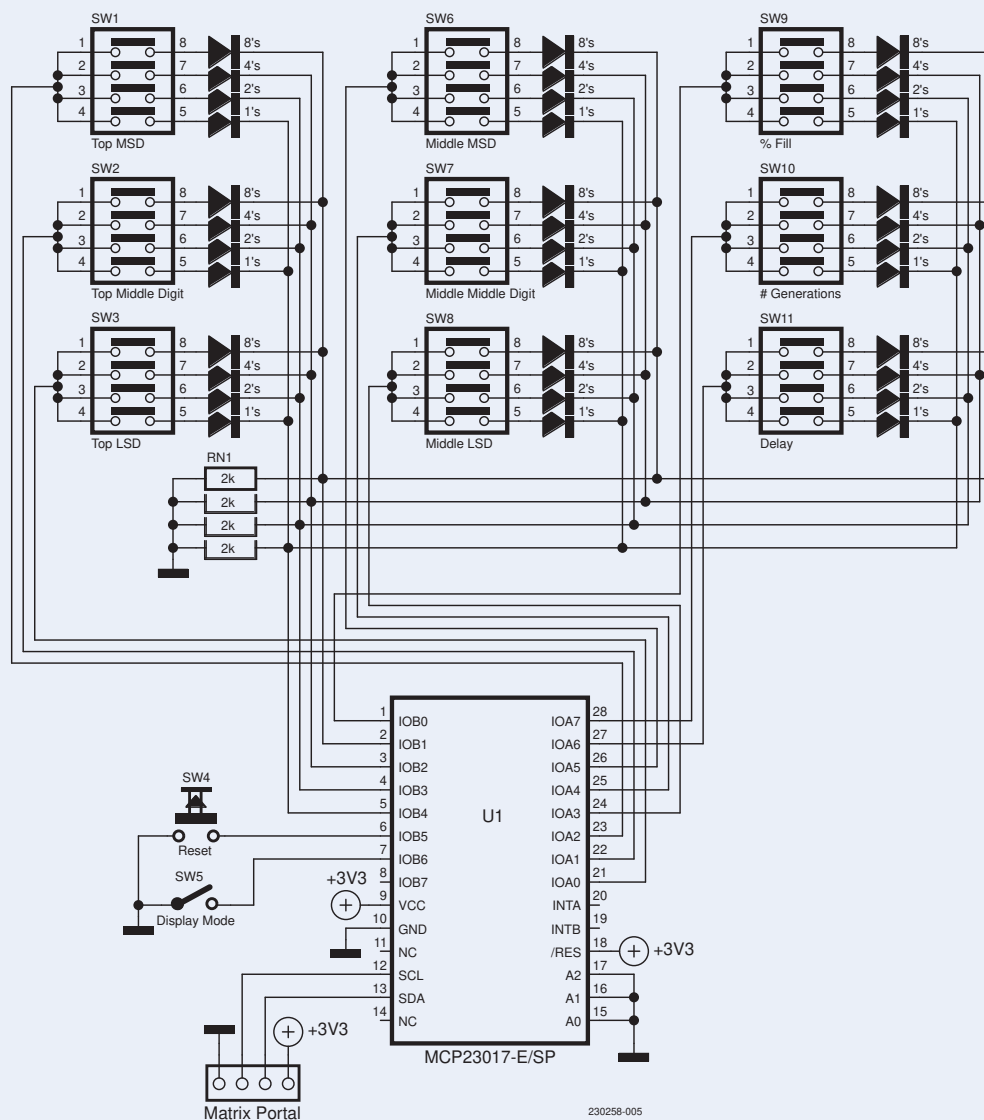 SW1
SW6
SW9
1 8 8's
2 7 4's
3 6 2's
4 5 1's
Top MSD
1 8 8's
2 7 4's
3 6 2's
4 5 1's
Middle MSD
1 8 8's
2 7 4's
3 6 2's
4 5 1's
% Fill
SW2
SW7
SW10
1 8 8's
2 7 4's
3 6 2's
4 5 1's
Top Middle Digit
1 8 8's
2 7 4's
3 6 2's
4 5 1's
Middle Middle Digit
1 8 8's
2 7 4's
3 6 2's
4 5 1's
# Generations
SW3
SW8
SW11
1 8 8's
2 7 4's
3 6 2's
4 5 1's
Top LSD
1 8 8's
2 7 4's
3 6 2's
4 5 1's
Middle LSD
1 8 8's
2 7 4's
3 6 2's
4 5 1's
Delay
RN1
2k
2k
2k
2k
1 IOB0 IOA7 28
2 IOB1 IOA6 27
3 IOB2 IOA5 26
4 IOB3 IOA4 25
5 IOB4 IOA3 24
6 IOB5 IOA2 23
7 IOB6 IOA1 22
8 IOB7 IOA0 21
9 VCC INTA 20
10 GND INTB 19
11 NC /RES 18
12 SCL A2 17
13 SDA A1 16
14 NC A0 15
U1
SW4
Reset
SW5
Display Mode
+3V3
+3V3
+3V3
MCP23017-E/SP
Matrix Portal
230258-005